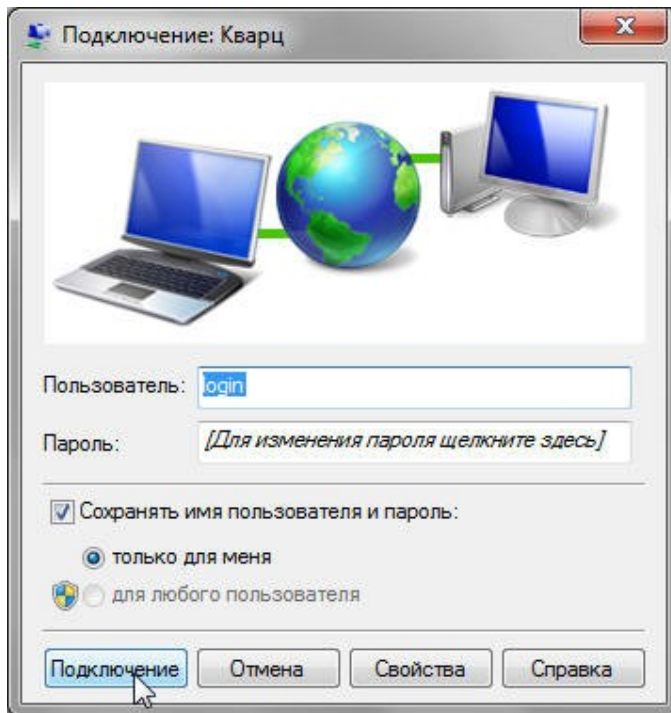 Подключение: Кварц
Пользователь: login
Пароль: [Для изменения пароля щелкните здесь]
Сохранять имя пользователя и пароль:
только для меня
для любого пользователя
Подключение Отмена Свойства Справка